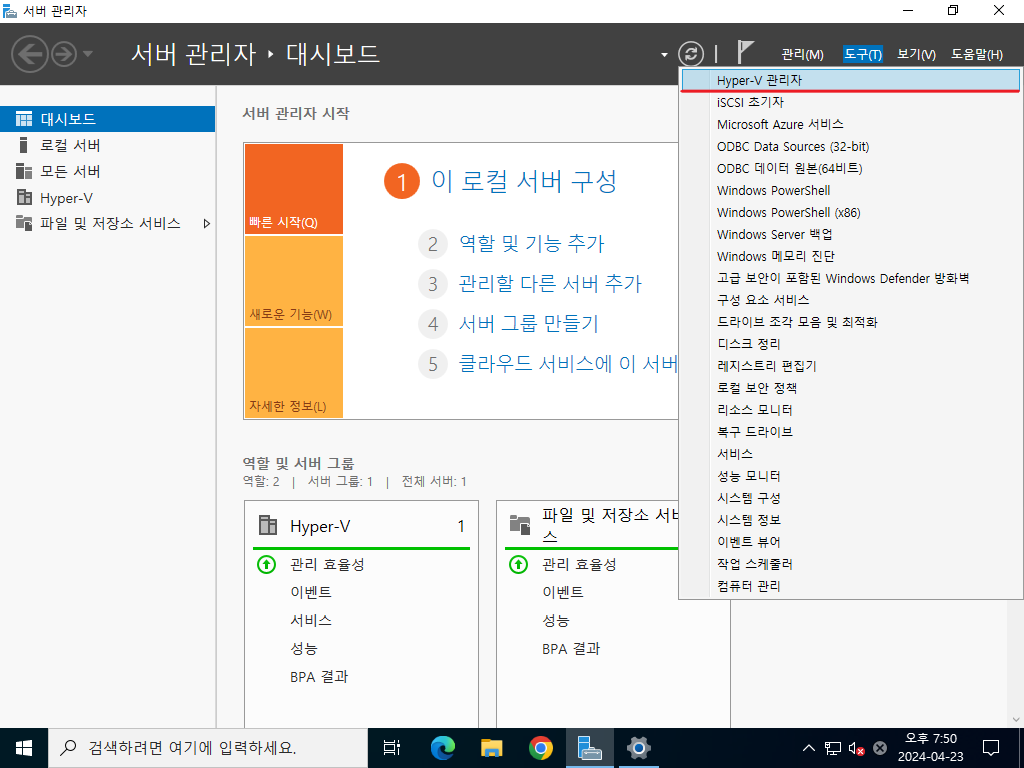 서버 관리자
서버 관리자 ‣ 대시보드
관리(M) 도구(T) 보기(V) 도움말(H)
대시보드
로컬 서버
모든 서버
Hyper-V
파일 및 저장소 서비스
서버 관리자 시작
빠른 시작(Q)
새로운 기능(W)
자세한 정보(L)
1 이 로컬 서버 구성
2 역할 및 기능 추가
3 관리할 다른 서버 추가
4 서버 그룹 만들기
5 클라우드 서비스에 이 서버
역할 및 서버 그룹
역할: 2 | 서버 그룹: 1 | 전체 서버: 1
Hyper-V 1
관리 효율성
이벤트
서비스
성능
BPA 결과
파일 및 저장소 서비
스
관리 효율성
이벤트
성능
BPA 결과
Hyper-V 관리자
iSCSI 초기자
Microsoft Azure 서비스
ODBC Data Sources (32-bit)
ODBC 데이터 원본(64비트)
Windows PowerShell
Windows PowerShell (x86)
Windows Server 백업
Windows 메모리 진단
고급 보안이 포함된 Windows Defender 방화벽
구성 요소 서비스
드라이브 조각 모음 및 최적화
디스크 정리
레지스트리 편집기
로컬 보안 정책
리소스 모니터
복구 드라이브
서비스
성능 모니터
시스템 구성
시스템 정보
이벤트 뷰어
작업 스케줄러
컴퓨터 관리
검색하려면 여기에 입력하세요.
오후 7:50
2024-04-23